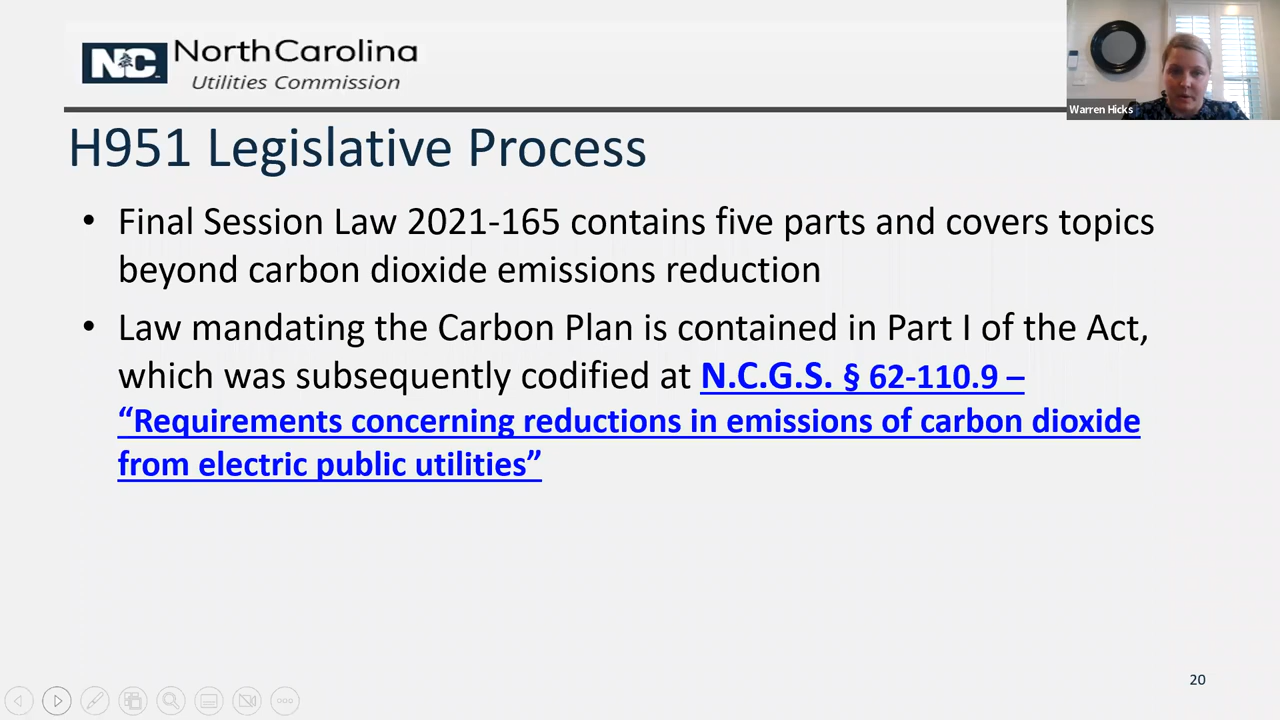 NC
North Carolina
Utilities Commission
Warren Hicks
H951 Legislative Process
• Final Session Law 2021-165 contains five parts and covers topics
beyond carbon dioxide emissions reduction
• Law mandating the Carbon Plan is contained in Part I of the Act,
which was subsequently codified at N.C.G.S. § 62-110.9 –
“Requirements concerning reductions in emissions of carbon dioxide
from electric public utilities”
20